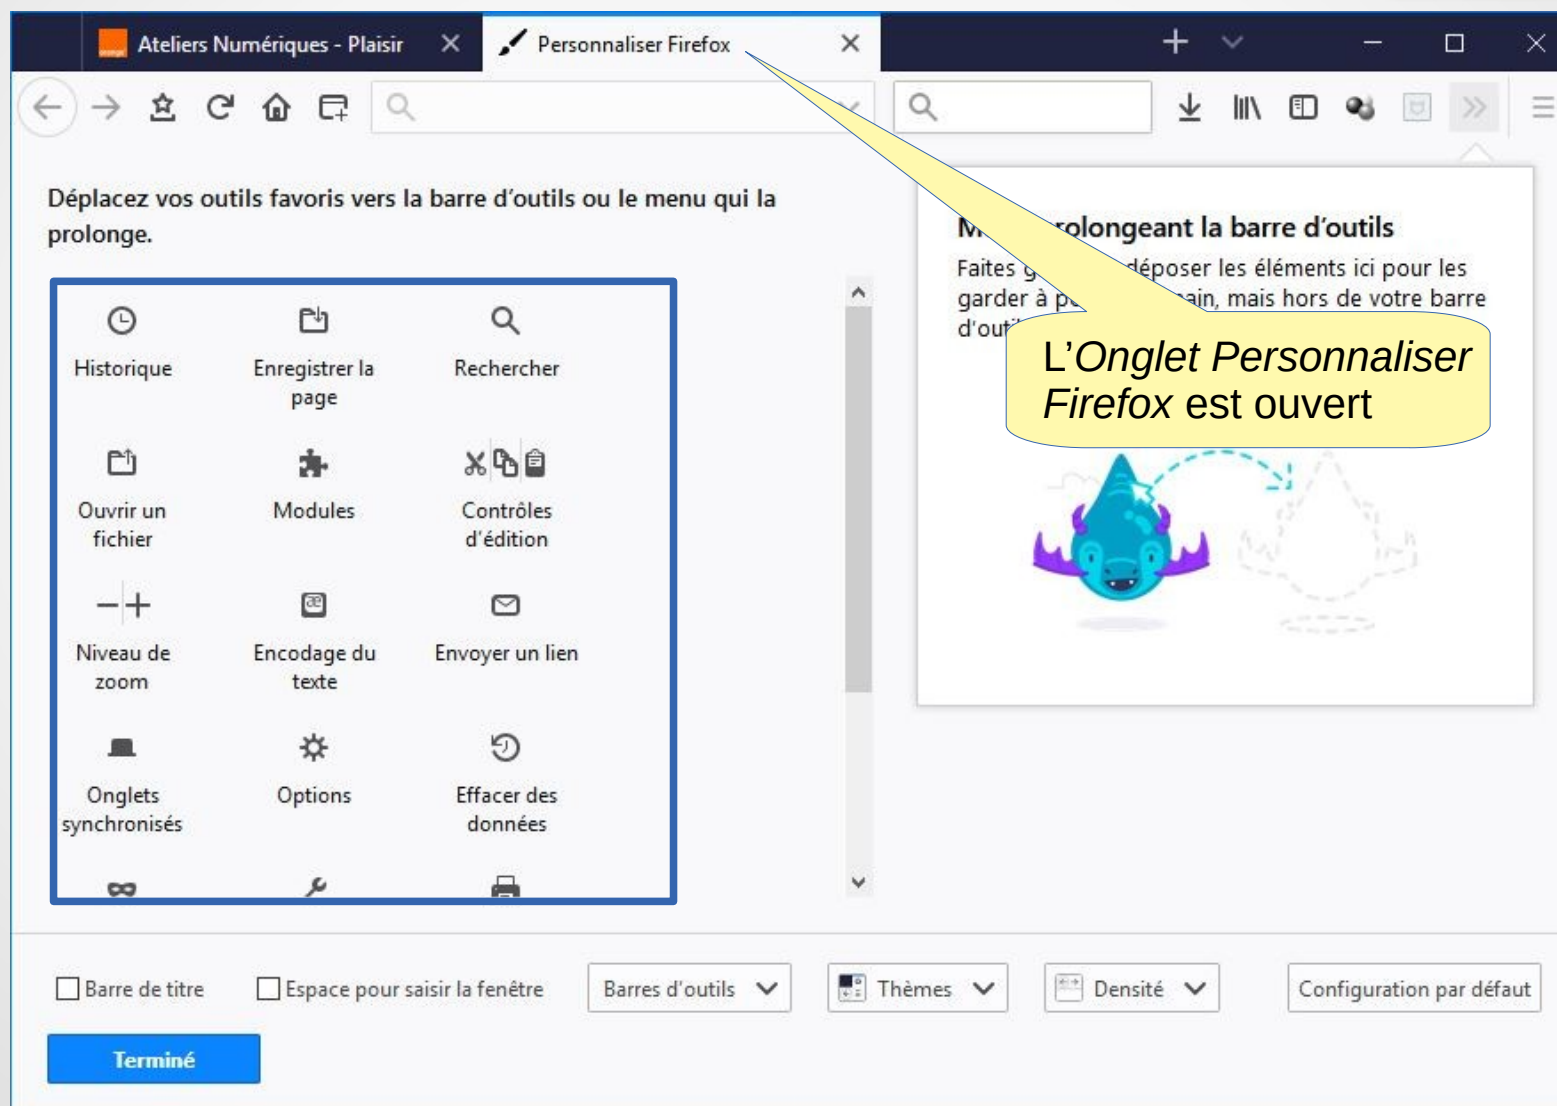 Ateliers Numériques - Plaisir
Personnaliser Firefox
Déplacez vos outils favoris vers la barre d'outils ou le menu qui la
prolonge.
geant la barre d'outils
Faites déposer les éléments ici pour les
garder à mais hors de votre barre
L'Onglet Personnaliser
Firefox est ouvert
Historique
Enregistrer la
page
Rechercher
Ouvrir un
fichier
Modules
Contrôles
d'édition
Niveau de
zoom
Encodage du
texte
Envoyer un lien
Onglets
synchronisés
Options
Effacer des
données
Barre de titre
Espace pour saisir la fenêtre
Barres d'outils
Thèmes
Densité
Configuration par défaut
Terminé